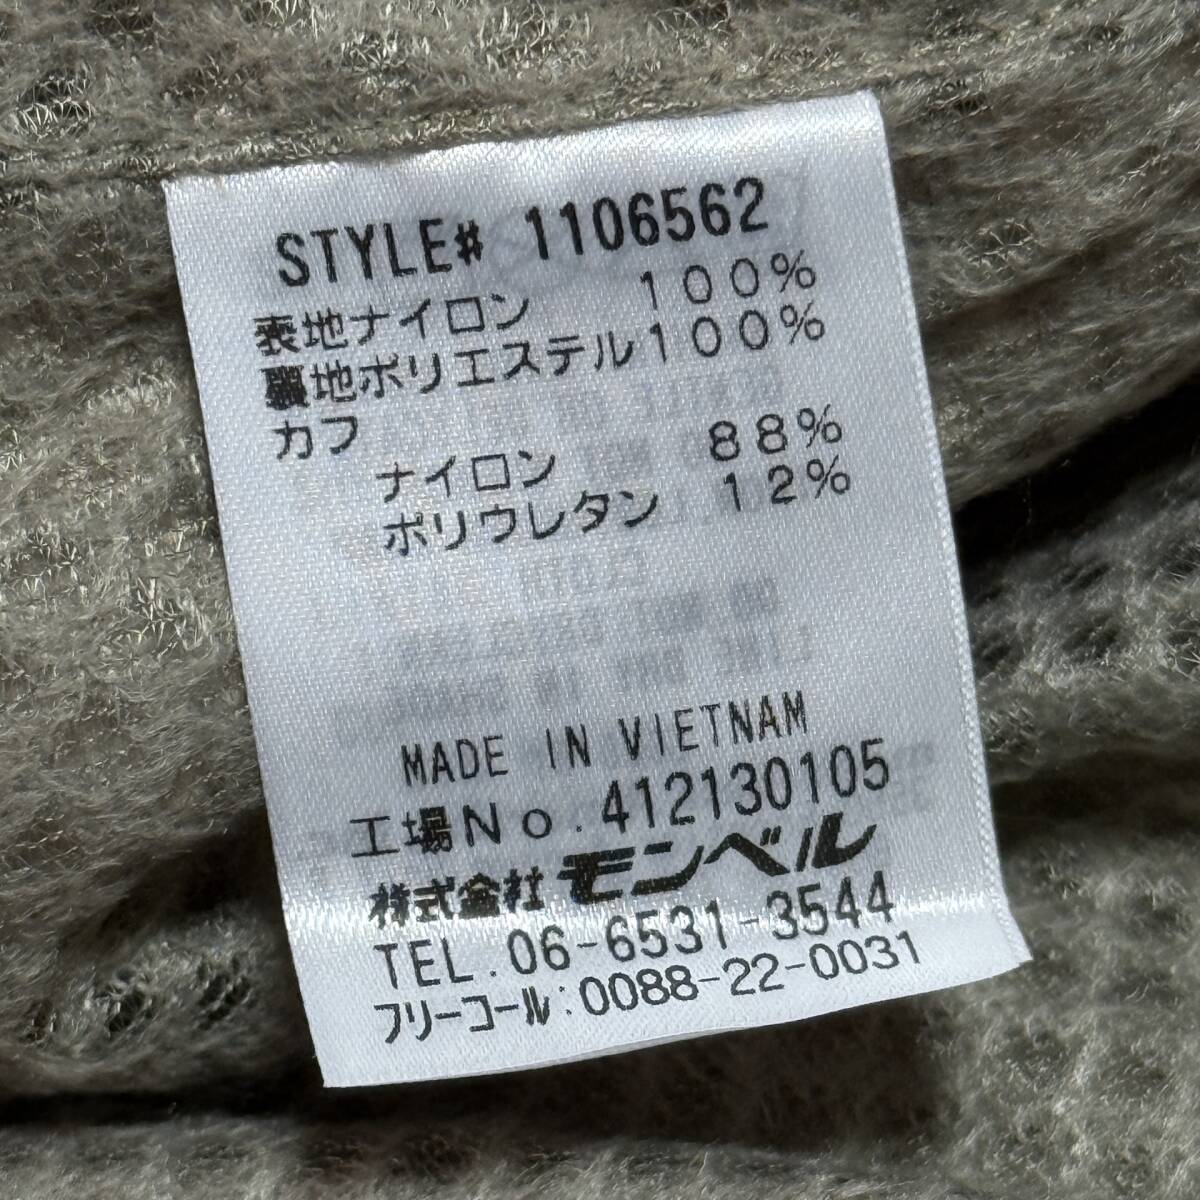 STYLE# 1106562
表地ナイロン 100%
裏地ポリエステル100%
カフ
ナイロン 88%
ポリウレタン 12%
MADE IN VIETNAM
工場No.412130105
株式会社モンベル
TEL.06-6531-3544
フリーコール:0088-22-0031